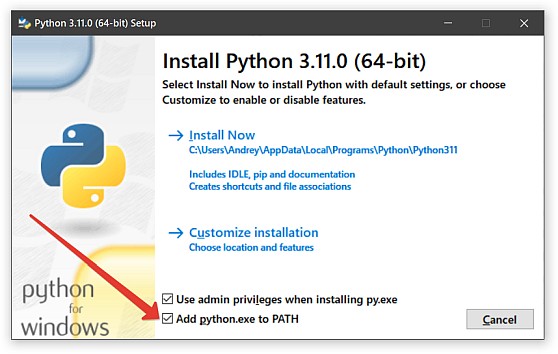 Python 3.11.0 (64-bit) Setup
Install Python 3.11.0 (64-bit)
Select Install Now to install Python with default settings, or choose
Customize to enable or disable features.
Install Now
C:\Users\Andrey\AppData\Local\Programs\Python\Python311
Includes IDLE, pip and documentation
Creates shortcuts and file associations
Customize installation
Choose location and features
Use admin privileges when installing py.exe
Add python.exe to PATH
Cancel
python
for
windows